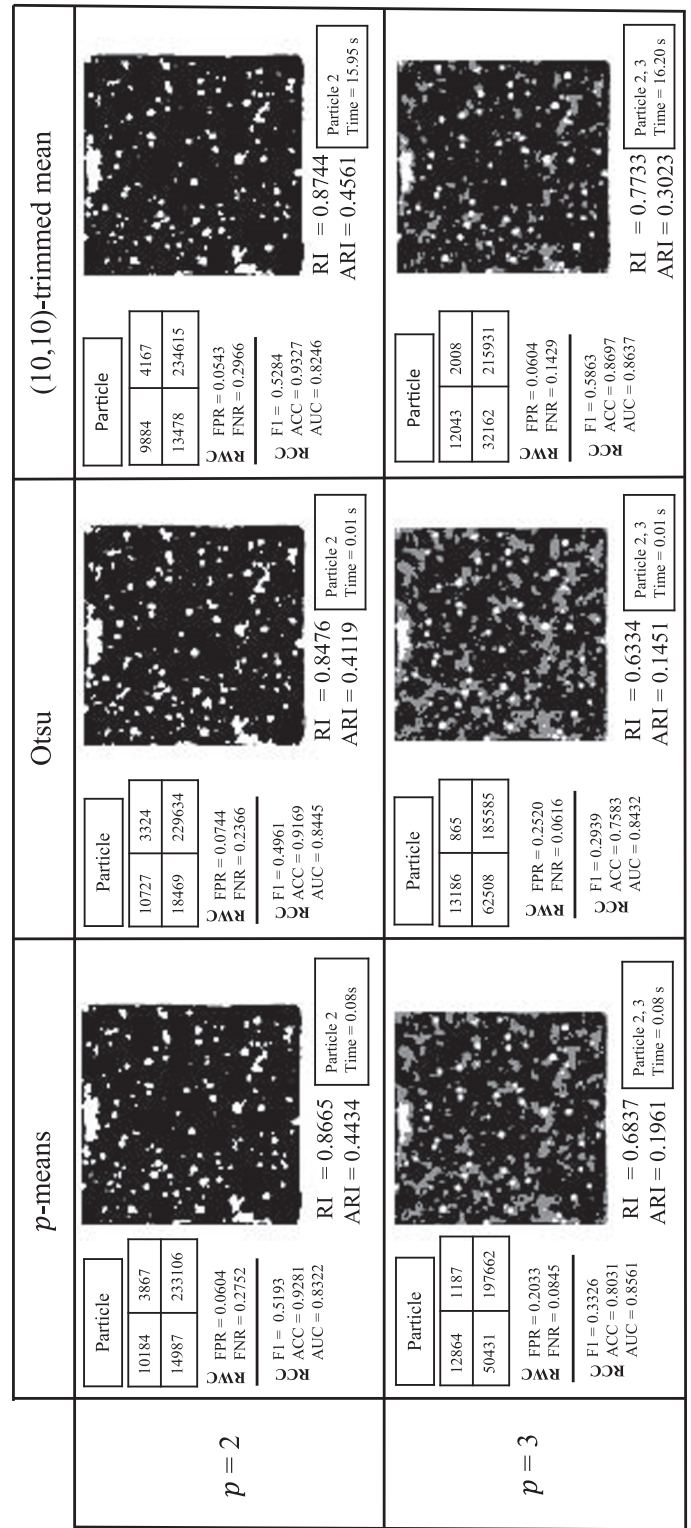 p-means
Otsu
(10,10)-trimmed mean
p = 2
Particle
10184 3867
14987 233106
RWC
FPR = 0.0604
FNR = 0.2752
RCC
F1 = 0.5193
ACC = 0.9281
AUC = 0.8322
RI = 0.8665
ARI = 0.4434
Particle 2
Time = 0.08s
Particle
10727 3324
18469 229634
RWC
FPR = 0.0744
FNR = 0.2366
RCC
F1 = 0.4961
ACC = 0.9169
AUC = 0.8445
RI = 0.8476
ARI = 0.4119
Particle 2
Time = 0.01 s
Particle
9884 4167
13478 234615
RWC
FPR = 0.0543
FNR = 0.2966
RCC
F1 = 0.5284
ACC = 0.9327
AUC = 0.8246
RI = 0.8744
ARI = 0.4561
Particle 2
Time = 15.95 s
p = 3
Particle
12864 1187
50431 197662
RWC
FPR = 0.2033
FNR = 0.0845
RCC
F1 = 0.3326
ACC = 0.8031
AUC = 0.8561
RI = 0.6837
ARI = 0.1961
Particle 2, 3
Time = 0.08 s
Particle
13186 865
62508 185585
RWC
FPR = 0.2520
FNR = 0.0616
RCC
F1 = 0.2939
ACC = 0.7583
AUC = 0.8432
RI = 0.6334
ARI = 0.1451
Particle 2, 3
Time = 0.01 s
Particle
12043 2008
32162 215931
RWC
FPR = 0.0604
FNR = 0.1429
RCC
F1 = 0.5863
ACC = 0.8697
AUC = 0.8637
RI = 0.7733
ARI = 0.3023
Particle 2, 3
Time = 16.20 s